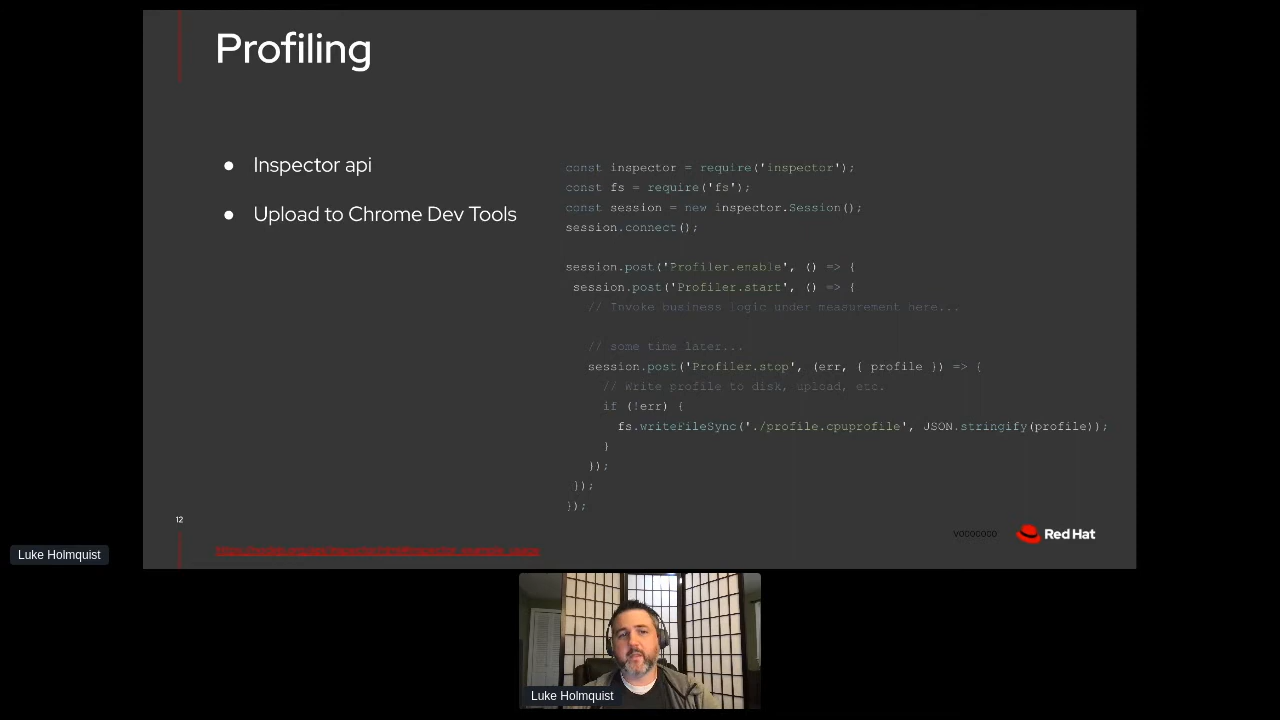 Profiling
● Inspector api
● Upload to Chrome Dev Tools
const inspector = require('inspector');
const fs = require('fs');
const session = new inspector.Session();
session.connect();
session.post('Profiler.enable', () => {
session.post('Profiler.start', () => {
// Invoke business logic under measurement here...
// some time later...
session.post('Profiler.stop', (err, { profile }) => {
// Write profile to disk, upload, etc.
if (!err) {
fs.writeFileSync('./profile.cpuprofile', JSON.stringify(profile));
}
});
});
});
12
V0000000
Red Hat
Luke Holmquist
Luke Holmquist